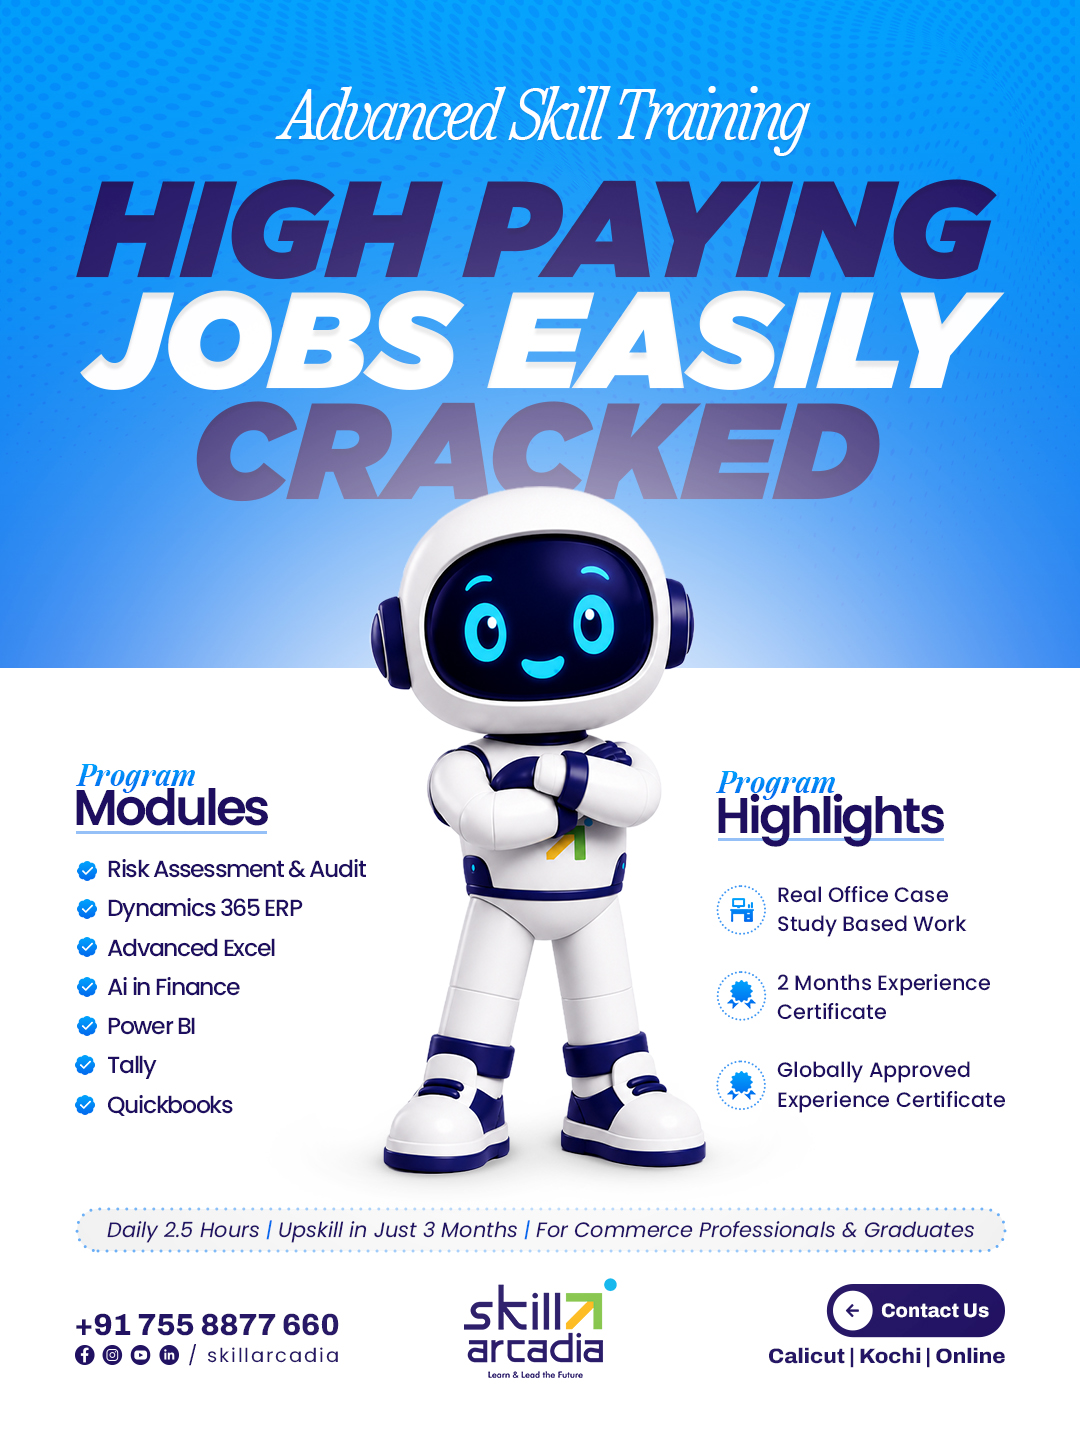 Advanced Skill Training
HIGH PAYING
JOBS EASILY
CRACKED
Program
Modules
Risk Assessment & Audit
Dynamics 365 ERP
Advanced Excel
Ai in Finance
Power BI
Tally
Quickbooks
Program
Highlights
Real Office Case
Study Based Work
2 Months Experience
Certificate
Globally Approved
Experience Certificate
Daily 2.5 Hours | Upskill in Just 3 Months | For Commerce Professionals & Graduates
+91 755 8877 660
/ skillarcadia
skill
arcadia
Learn & Lead the Future
Contact Us
Calicut | Kochi | Online